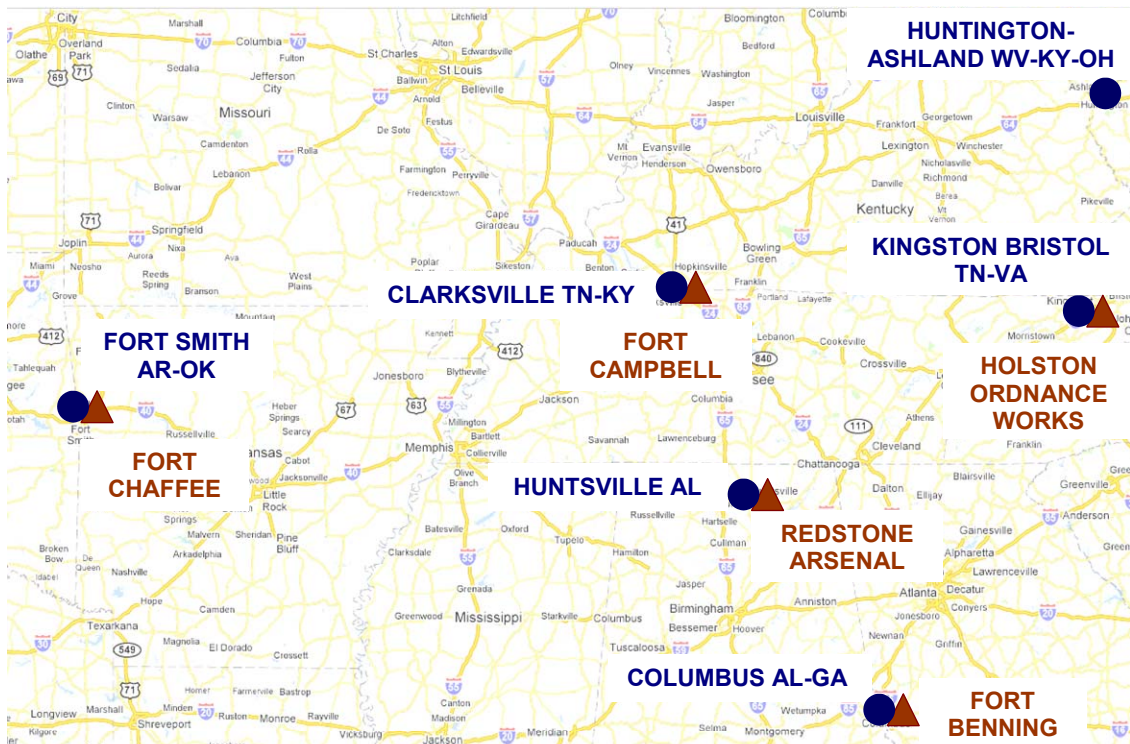 HUNTINGTON-
ASHLAND WV-KY-OH
KINGSTON BRISTOL
TN-VA
CLARKSVILLE TN-KY
FORT
CAMPBELL
FORT SMITH
AR-OK
HOLSTON
ORDNANCE
WORKS
FORT
CHAFFEE
HUNTSVILLE AL
REDSTONE
ARSENAL
COLUMBUS AL-GA
FORT
BENNING
City
Marshall
Overland
Park
Olathe
Columbia
Fulton
Sedalia
Jefferson
City
St Charles
Alton
Edwardsville
Litchfield
St Louis
Ballwin
Belleville
Arnold
Festus
Clinton
Warsaw
Missouri
De Soto
Camdenton
Rolla
Lebanon
Farmington
Perryville
Fredericktown
Bolivar
Springfield
Nixa
Joplin
Aurora
Ava
Miami
Neosho
Reeds
Spring
Branson
West
Plains
Grove
Cape
Girardeau
Sikeston
Poplar
Mountain
Kennett
Blytheville
Jonesboro
Bloomington
Bedford
Olney
Vincennes
Washington
Jasper
Mt
Vernon
Evansville
Henderson
Owensboro
Louisville
Frankfort
Georgetown
Lexington
Winchester
Nicholasville
Richmond
Danville
Berea
Mt
Vernon
Kentucky
Pikeville
Paducah
Benton
Hopkinsville
Bowling
Green
Franklin
Portland
Lafayette
Lebanon
Cookeville
Crossville
Morristown
Columbia
Athens
Cleveland
Franklin
Tahlequah
Fort
Smith
Russellville
Heber
Springs
Searcy
Cabot
Jacksonville
Little
Rock
Springs
Malvern
Sheridan
Pine
Bluff
Arkadelphia
Broken
Bow
De
Queen
Idabel
Nashville
Hope
Camden
Texarkana
Magnolia
El Dorado
Crossett
Millington
Memphis
Bartlett
Collierville
Olive
Branch
Jackson
Savannah
Lawrenceburg
Chattanooga
Dalton
Ellijay
Blairsville
Greenville
Anderson
Gainesville
Alpharetta
Lawrenceville
Atlanta
Decatur
Conyers
Jonesboro
Newnan
Griffin
Russellville
Hartselle
Cullman
Hamilton
Jasper
Birmingham
Bessemer
Hoover
Anniston
Tuscaloosa
Batesville
Oxford
Tupelo
Clarksdale
Grenada
Greenwood
Mississippi
Starkville
Columbus
Canton
Madison
Jackson
Vicksburg
Meridian
Selma
Montgomery
Wetumpka
Longview
Marshall
Kilgore
Shreveport
Minden
Homer
Farmerville
Bastrop
Ruston
Monroe
Rayville